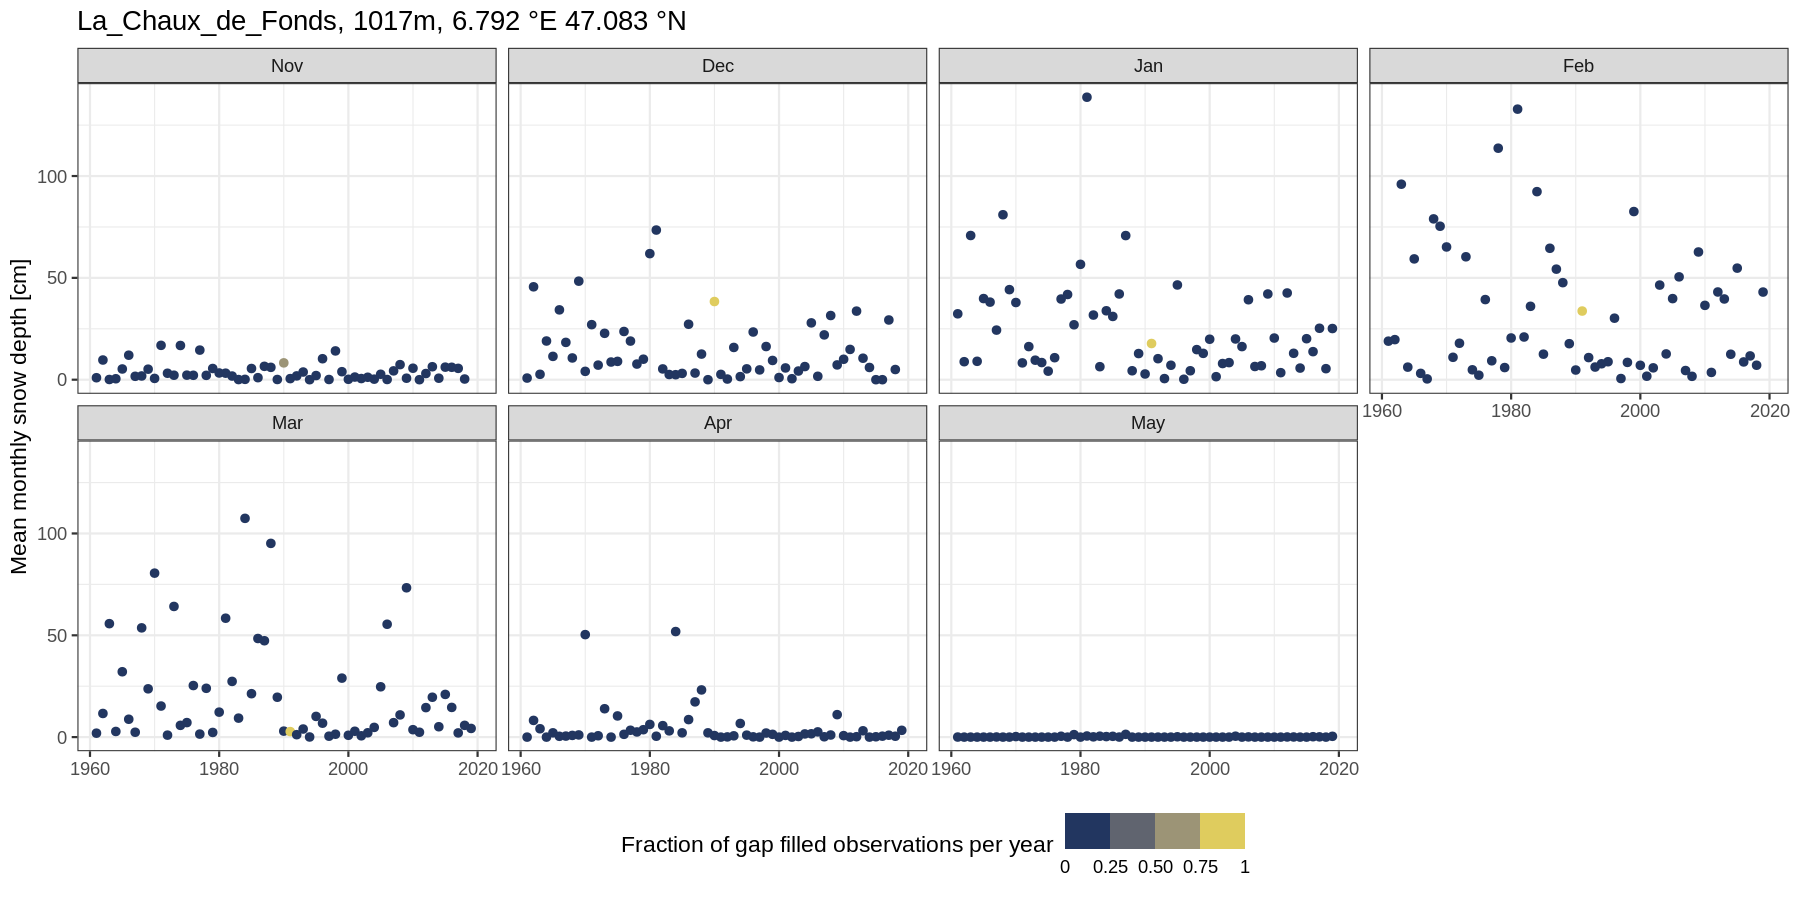 La_Chaux_de_Fonds, 1017m, 6.792 °E 47.083 °N
Nov Dec Jan Feb
Mean monthly snow depth [cm]
100
50
0
1960 1980 2000 2020
Mar Apr May
100
50
0
1960 1980 2000 2020 1960 1980 2000 2020 1960 1980 2000 2020
Fraction of gap filled observations per year
0 0.25 0.50 0.75 1